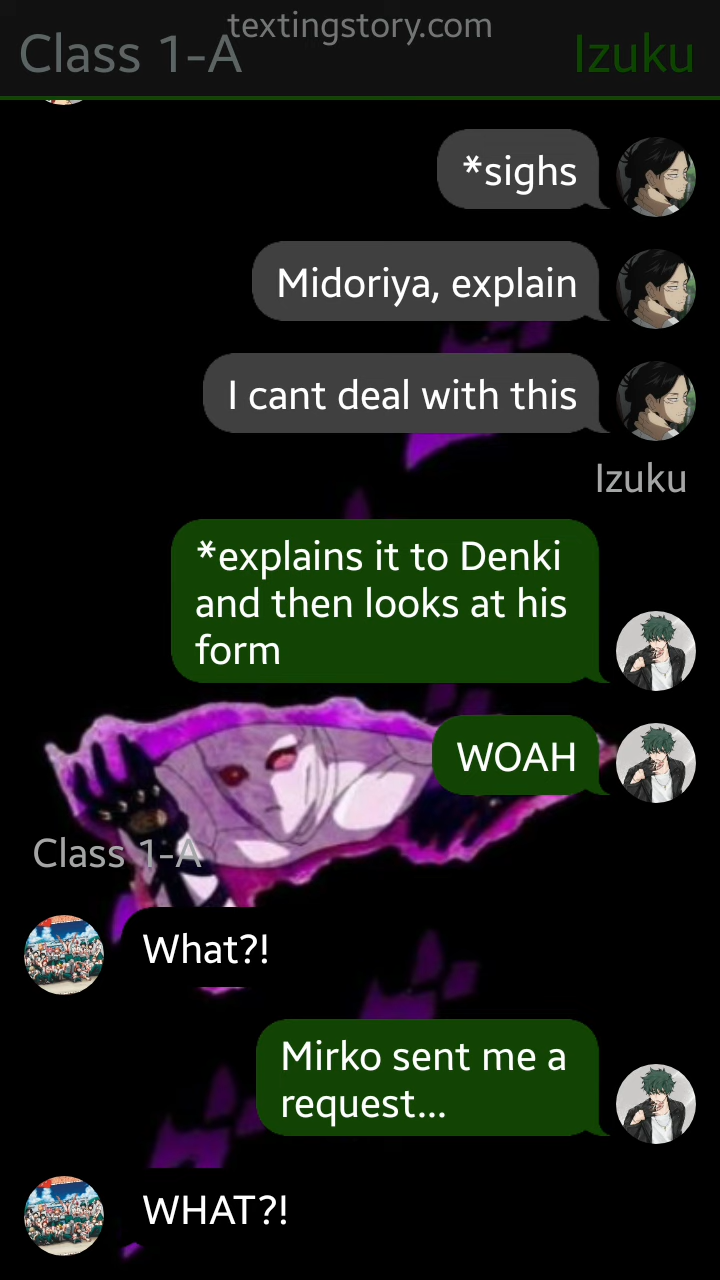 textingstory.com
Class 1-A
Izuku
*sighs
Midoriya, explain
I cant deal with this
Izuku
*explains it to Denki
and then looks at his
form
WOAH
Class 1-A
What?!
Mirko sent me a
request...
WHAT?!